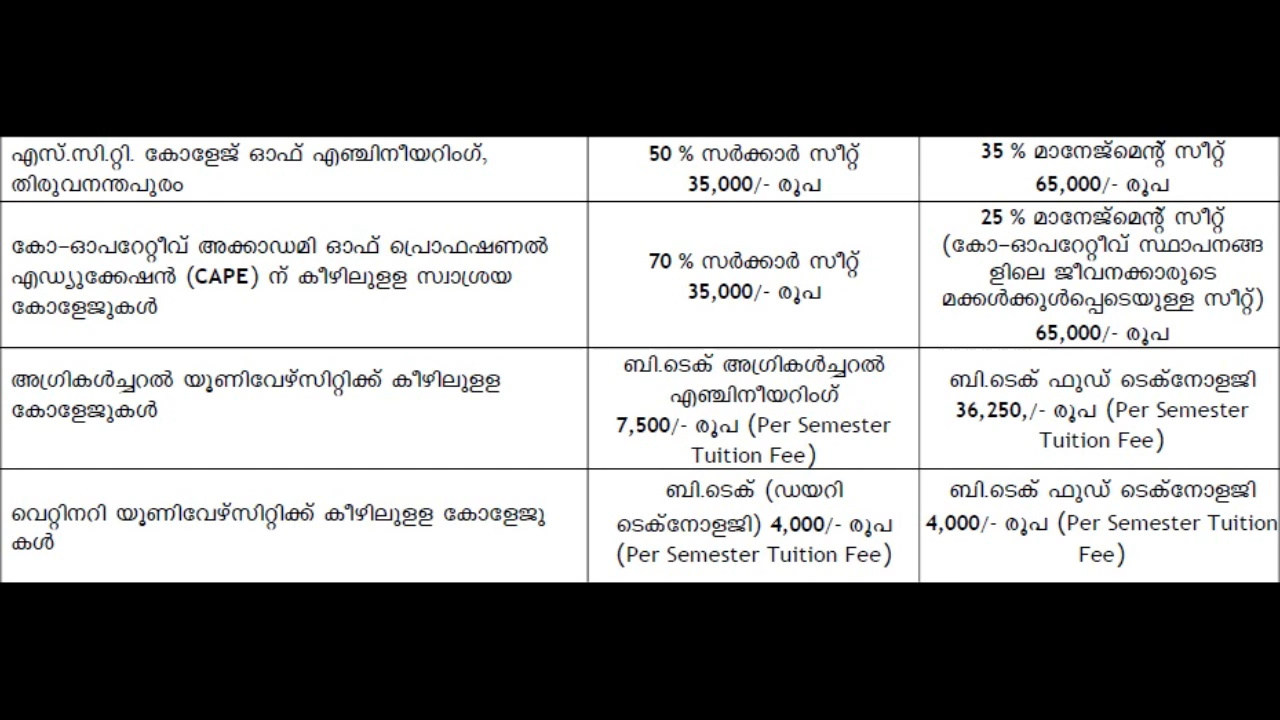 എസ്.സി.റ്റി. കോളേജ് ഓഫ് എഞ്ചിനീയറിംഗ്,
തിരുവനന്തപുരം
50 % സർക്കാർ സീറ്റ്
35,000/- രൂപ
35 % മാനേജ്മെന്റ് സീറ്റ്
65,000/- രൂപ
കോ-ഓപറേറ്റീവ് അക്കാഡമി ഓഫ് പ്രൊഫഷണൽ
എഡ്യുക്കേഷൻ (CAPE) ന് കീഴിലുളള സ്വാശ്രയ
കോളേജുകൾ
70 % സർക്കാർ സീറ്റ്
35,000/- രൂപ
25 % മാനേജ്മെന്റ് സീറ്റ്
(കോ-ഓപറേറ്റീവ് സ്ഥാപനങ്ങ
ളിലെ ജീവനക്കാരുടെ
മക്കൾക്കുൾപ്പെടെയുള്ള സീറ്റ്)
65,000/- രൂപ
അഗ്രികൾച്ചറൽ യൂണിവേഴ്സിറ്റിക്ക് കീഴിലുളള
കോളേജുകൾ
ബി.ടെക് അഗ്രികൾച്ചറൽ
എഞ്ചിനീയറിംഗ്
7,500/- രൂപ (Per Semester
Tuition Fee)
ബി.ടെക് ഫുഡ് ടെക്നോളജി
36,250,/- രൂപ (Per Semester
Tuition Fee)
വെറ്റിനറി യൂണിവേഴ്സിറ്റിക്ക് കീഴിലുളള കോളേജു
കൾ
ബി.ടെക് (ഡയറി
ടെക്നോളജി) 4,000/- രൂപ
(Per Semester Tuition Fee)
ബി.ടെക് ഫുഡ് ടെക്നോളജി
4,000/- രൂപ (Per Semester Tuition
Fee)